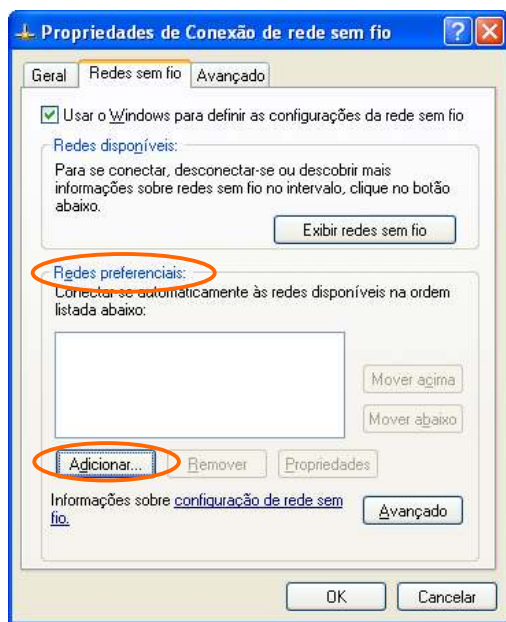 Propriedades de Conexão de rede sem fio
Geral Redes sem fio Avançado
Usar o Windows para definir as configurações da rede sem fio
Redes disponíveis:
Para se conectar, desconectar-se ou descobrir mais
informações sobre redes sem fio no intervalo, clique no botão
abaixo.
Exibir redes sem fio
Redes preferenciais:
Conectar-se automaticamente às redes disponíveis na ordem
listada abaixo:
Mover acima
Mover abaixo
Adicionar... Remover Propriedades
Informações sobre configuração de rede sem
fio.
Avançado
OK Cancelar